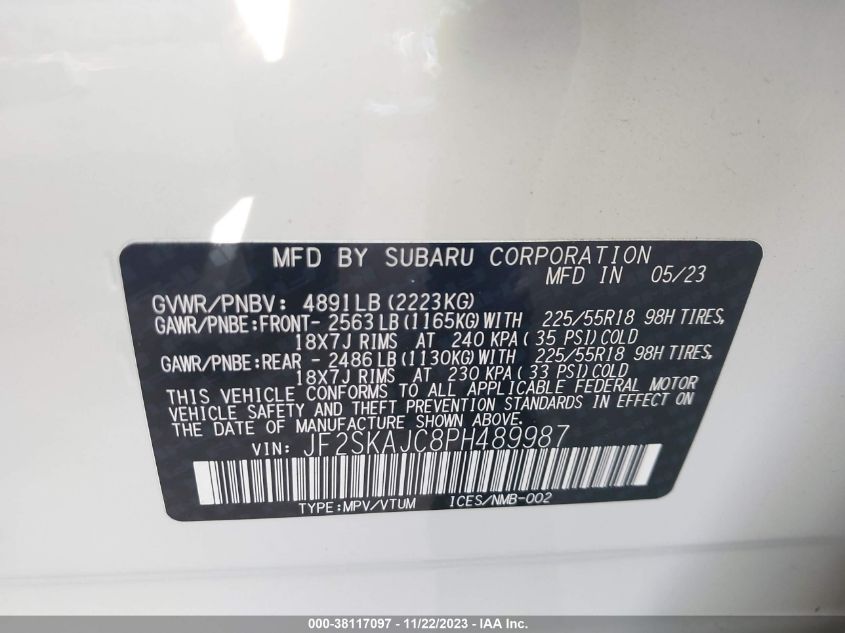 MFD BY SUBARU CORPORATION
MFD IN 05/23
GVWR/PNBV: 4891LB (2223KG)
GAWR/PNBE:FRONT- 2563LB (1165KG)WITH 225/55R18 98H TIRES,
18X7J RIMS AT 240 KPA( 35 PSI)COLD
GAWR/PNBE:REAR - 2486LB (1130KG)WITH 225/55R18 98H TIRES,
18X7J RIMS AT 230 KPA( 33 PSI)COLD
THIS VEHICLE CONFORMS TO ALL APPLICABLE FEDERAL MOTOR
VEHICLE SAFETY AND THEFT PREVENTION STANDARDS IN EFFECT ON
THE DATE OF MANUFACTURE SHOWN ABOVE.
VIN: JF2SKAJC8PH489987
TYPE:MPV/VTUM ICES/NMB-002
000-38117097 - 11/22/2023 - IAA Inc.